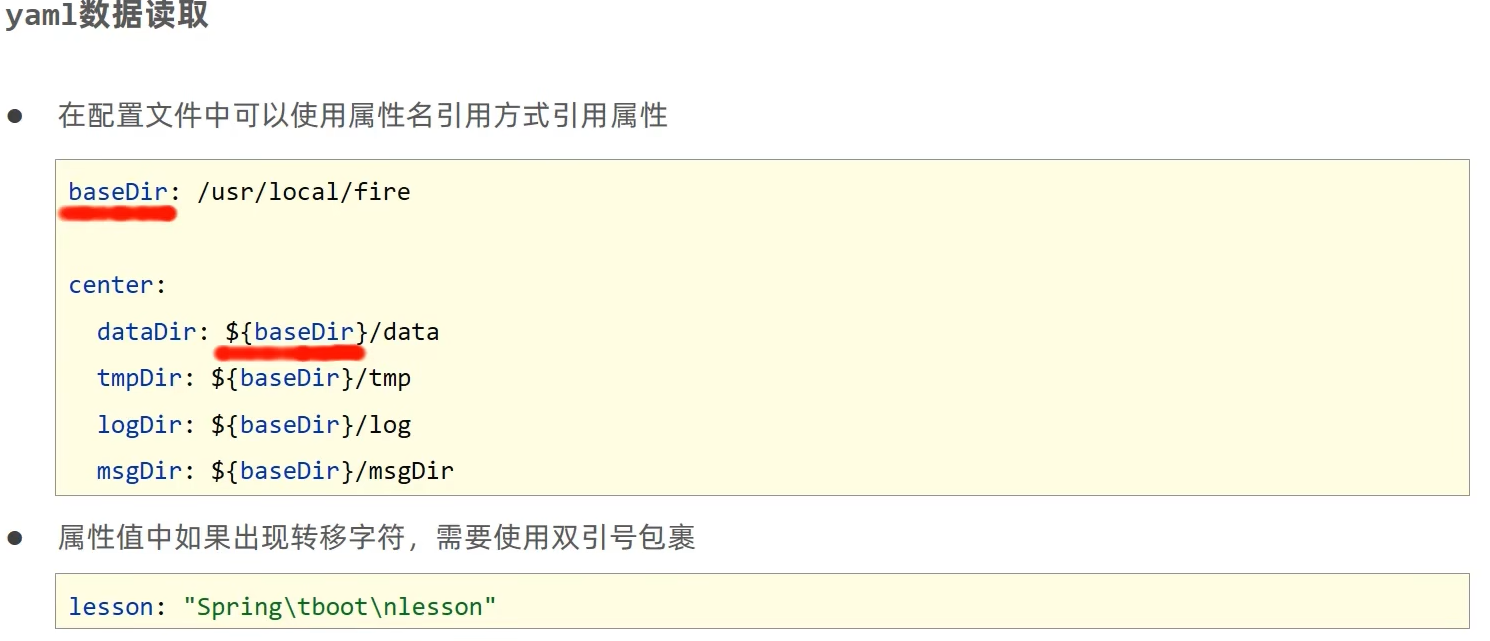 yaml数据读取
● 在配置文件中可以使用属性名引用方式引用属性
baseDir: /usr/local/fire
center:
  dataDir: ${baseDir}/data
  tmpDir: ${baseDir}/tmp
  logDir: ${baseDir}/log
  msgDir: ${baseDir}/msgDir
● 属性值中如果出现转移字符，需要使用双引号包裹
lesson: "Spring\tboot\nlesson"